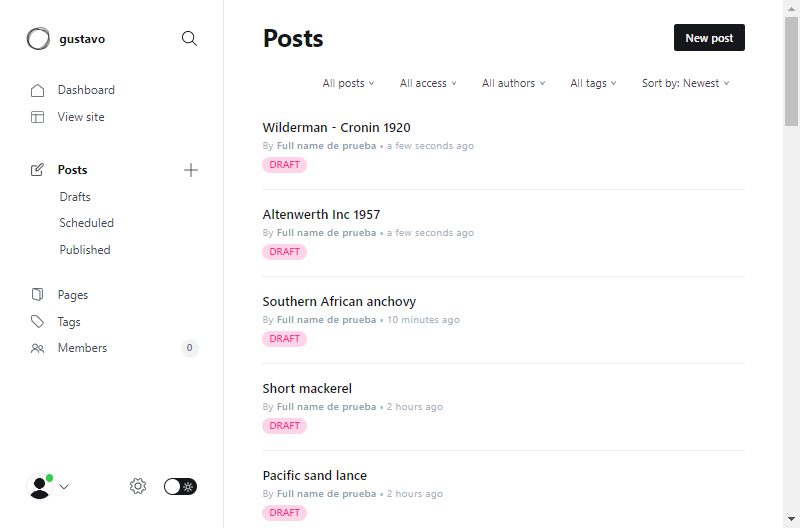 gustavo
Dashboard
View site
Posts
Drafts
Scheduled
Published
Pages
Tags
Members 0
Posts
New post
All posts All access All authors All tags Sort by: Newest
Wilderman - Cronin 1920
By Full name de prueba • a few seconds ago
DRAFT
Altenwerth Inc 1957
By Full name de prueba • a few seconds ago
DRAFT
Southern African anchovy
By Full name de prueba • 10 minutes ago
DRAFT
Short mackerel
By Full name de prueba • 2 hours ago
DRAFT
Pacific sand lance
By Full name de prueba • 2 hours ago
DRAFT